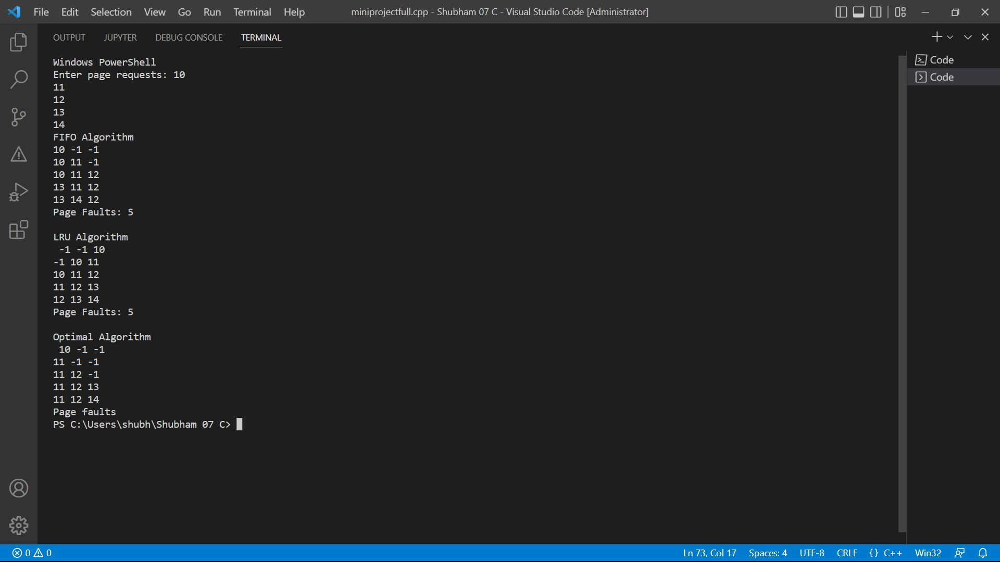 File Edit Selection View Go Run Terminal Help miniprojectfull.cpp - Shubham 07 C - Visual Studio Code [Administrator]
OUTPUT JUPYTER DEBUG CONSOLE TERMINAL
Windows PowerShell
Enter page requests: 10
11
12
13
14
FIFO Algorithm
10 -1 -1
10 11 -1
10 11 12
13 11 12
13 14 12
Page Faults: 5
LRU Algorithm
-1 -1 10
-1 10 11
10 11 12
11 12 13
12 13 14
Page Faults: 5
Optimal Algorithm
10 -1 -1
11 -1 -1
11 12 -1
11 12 13
11 12 14
Page faults
PS C:\Users\shubh\Shubham 07 C>
Code
Code
0 0 Ln 73, Col 17 Spaces: 4 UTF-8 CRLF {} C++ Win32